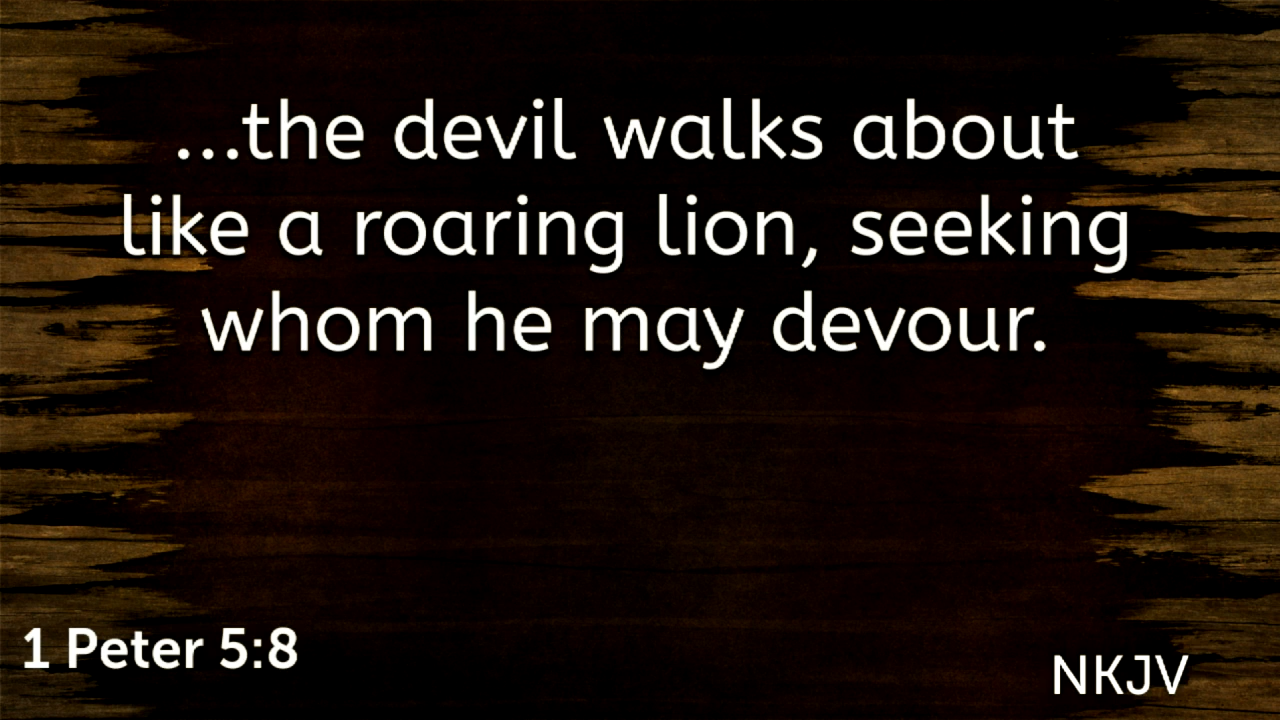 ...the devil walks about
like a roaring lion, seeking
whom he may devour.
1 Peter 5:8
NKJV